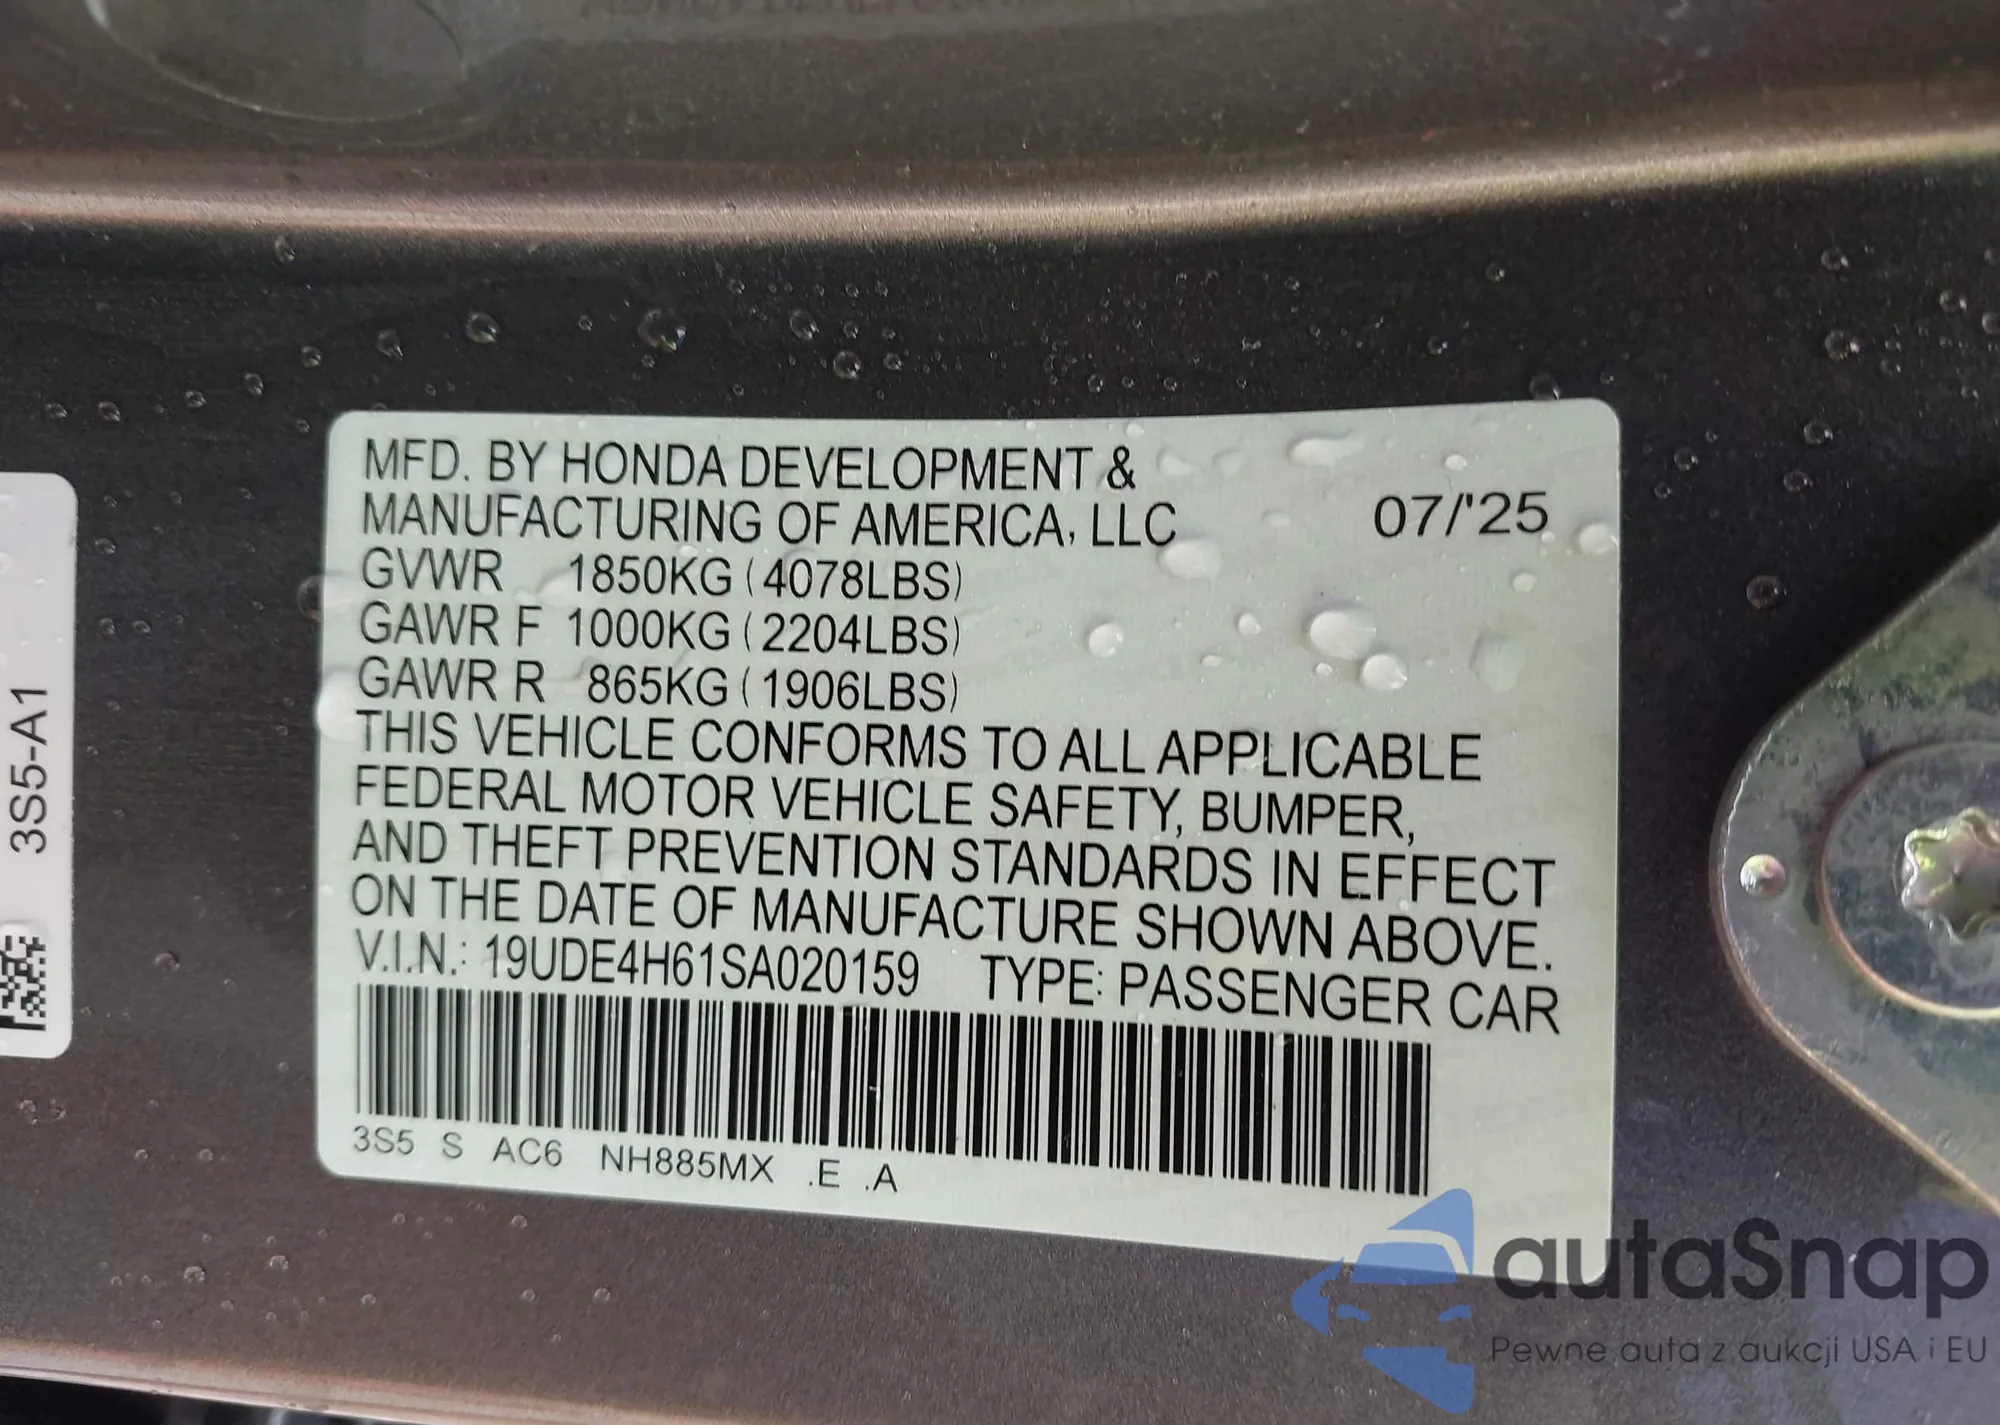 MFD. BY HONDA DEVELOPMENT &
MANUFACTURING OF AMERICA, LLC 07/'25
GVWR 1850KG (4078LBS)
GAWR F 1000KG (2204LBS)
GAWR R 865KG (1906LBS)
THIS VEHICLE CONFORMS TO ALL APPLICABLE
FEDERAL MOTOR VEHICLE SAFETY, BUMPER,
AND THEFT PREVENTION STANDARDS IN EFFECT
ON THE DATE OF MANUFACTURE SHOWN ABOVE.
V.I.N.: 19UDE4H61SA020159 TYPE: PASSENGER CAR
3S5 S AC6 NH885MX .E .A
3S5-A1
autaSnap
Pewne auta z aukcji USA i EU